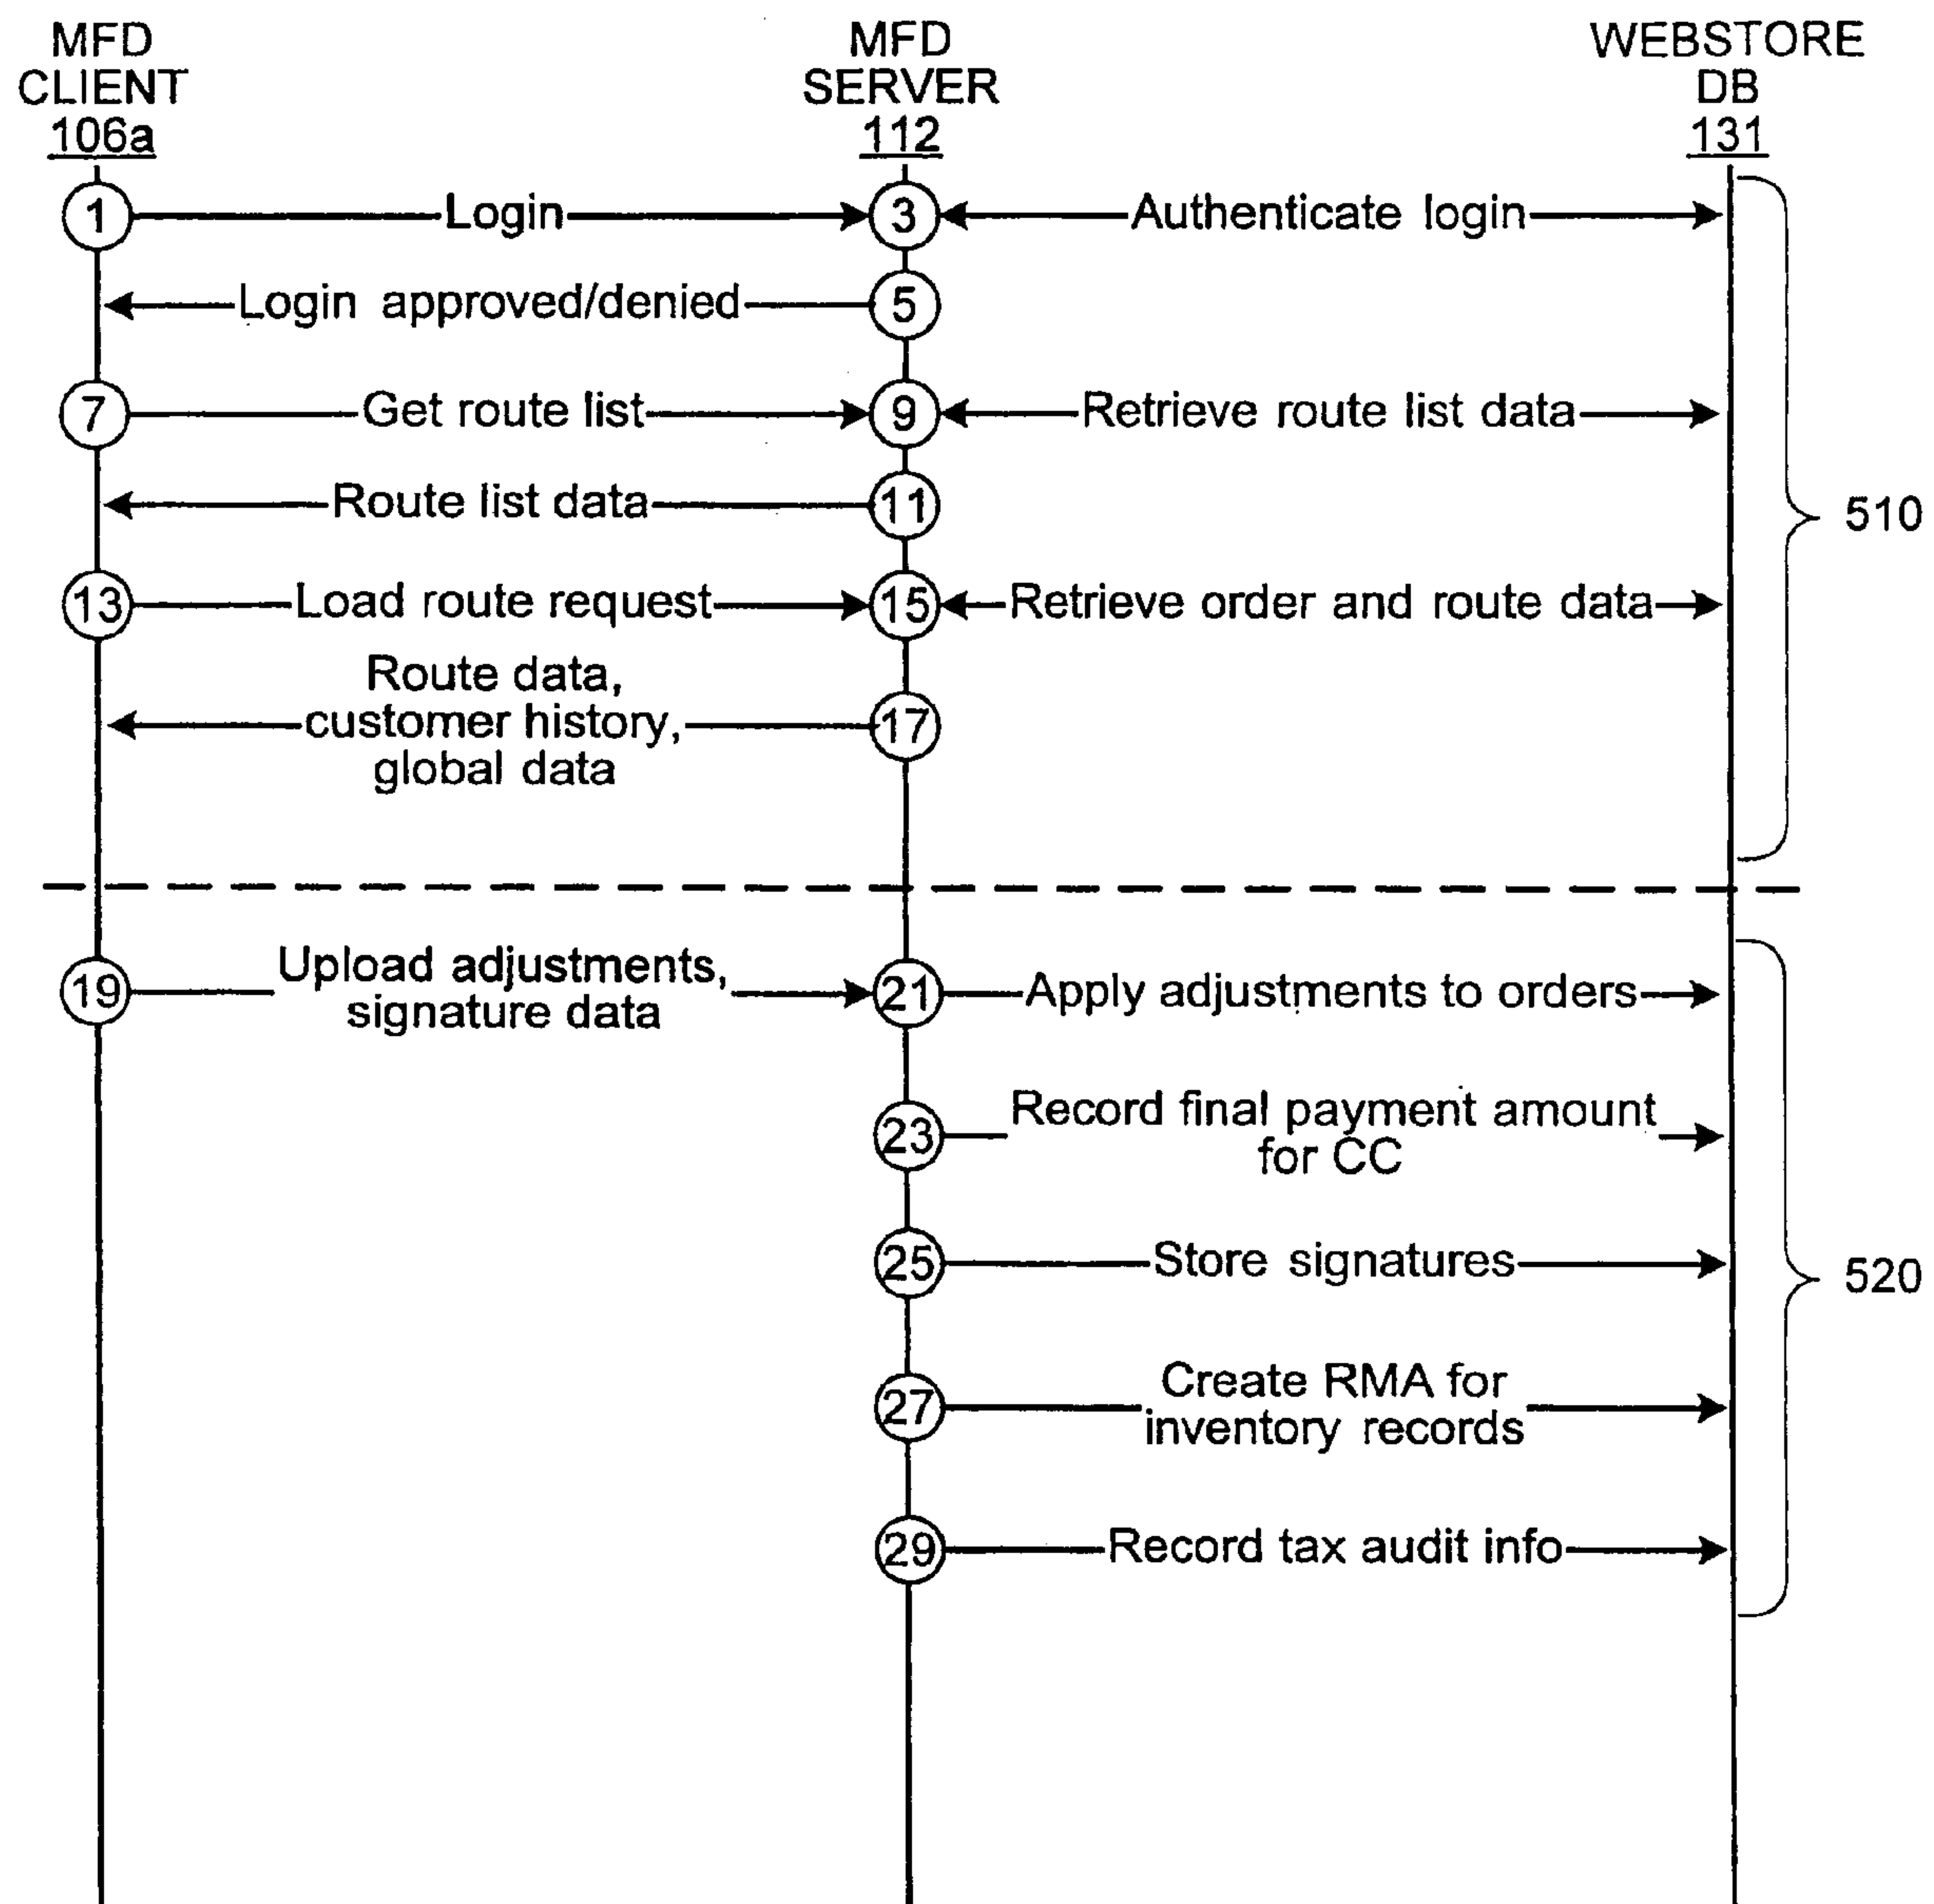 MFD
CLIENT
106a
MFD
SERVER
112
WEBSTORE
DB
131
1 Login 3 Authenticate login
Login approved/denied 5
7 Get route list 9 Retrieve route list data
Route list data 11
510
13 Load route request 15 Retrieve order and route data
Route data,
customer history, 17
global data
19 Upload adjustments,
signature data
21 Apply adjustments to orders
23 Record final payment amount
for CC
25 Store signatures
520
27 Create RMA for
inventory records
29 Record tax audit info